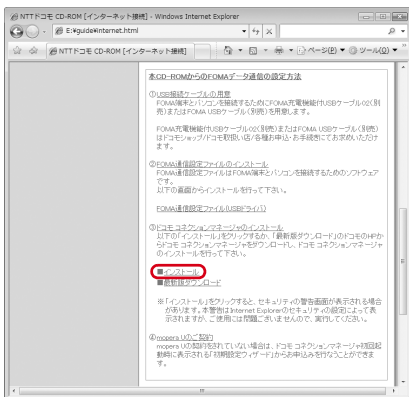 NTTドコモ CD-ROM [インターネット接続] - Windows Internet Explorer
E:¥guide¥internet.html
NTTドコモ CD-ROM [インターネット接続]
ページ(P)
ツール(O)
本CD-ROMからのFOMAデータ通信の設定方法
①USB接続ケーブルの用意
FOMA端末とパソコンを接続するためにFOMA充電機能付USBケーブル02(別
売)またはFOMA USBケーブル(別売)を用意します。
FOMA充電機能付USBケーブル02(別売)またはFOMA USBケーブル(別売)
はドコモショップ/ドコモ取扱い店/各種お申込・お手続きにてお求めいただけ
ます。
②FOMA通信設定ファイルのインストール
FOMA通信設定ファイルはFOMA端末とパソコンを接続するためのソフトウェア
です。
以下の画面からインストールを行って下さい。
FOMA通信設定ファイル(USBドライバ)
③ドコモ コネクションマネージャのインストール
以下の「インストール」をクリックするか、「最新版ダウンロード」のドコモのHPか
らドコモ コネクションマネージャをダウンロードし、ドコモ コネクションマネージャ
のインストールを行って下さい。
■インストール
■最新版ダウンロード
※「インストール」をクリックすると、セキュリティの警告画面が表示される場合
があります。本警告はInternet Explorerのセキュリティの設定によって表
示されますが、ご使用には問題ございませんので、実行してください。
④mopera Uのご契約
mopera Uの契約をされていない場合は、ドコモ コネクションマネージャ初回起
動時に表示される「初期設定ウィザード」からお申込みを行なうことができま
す。